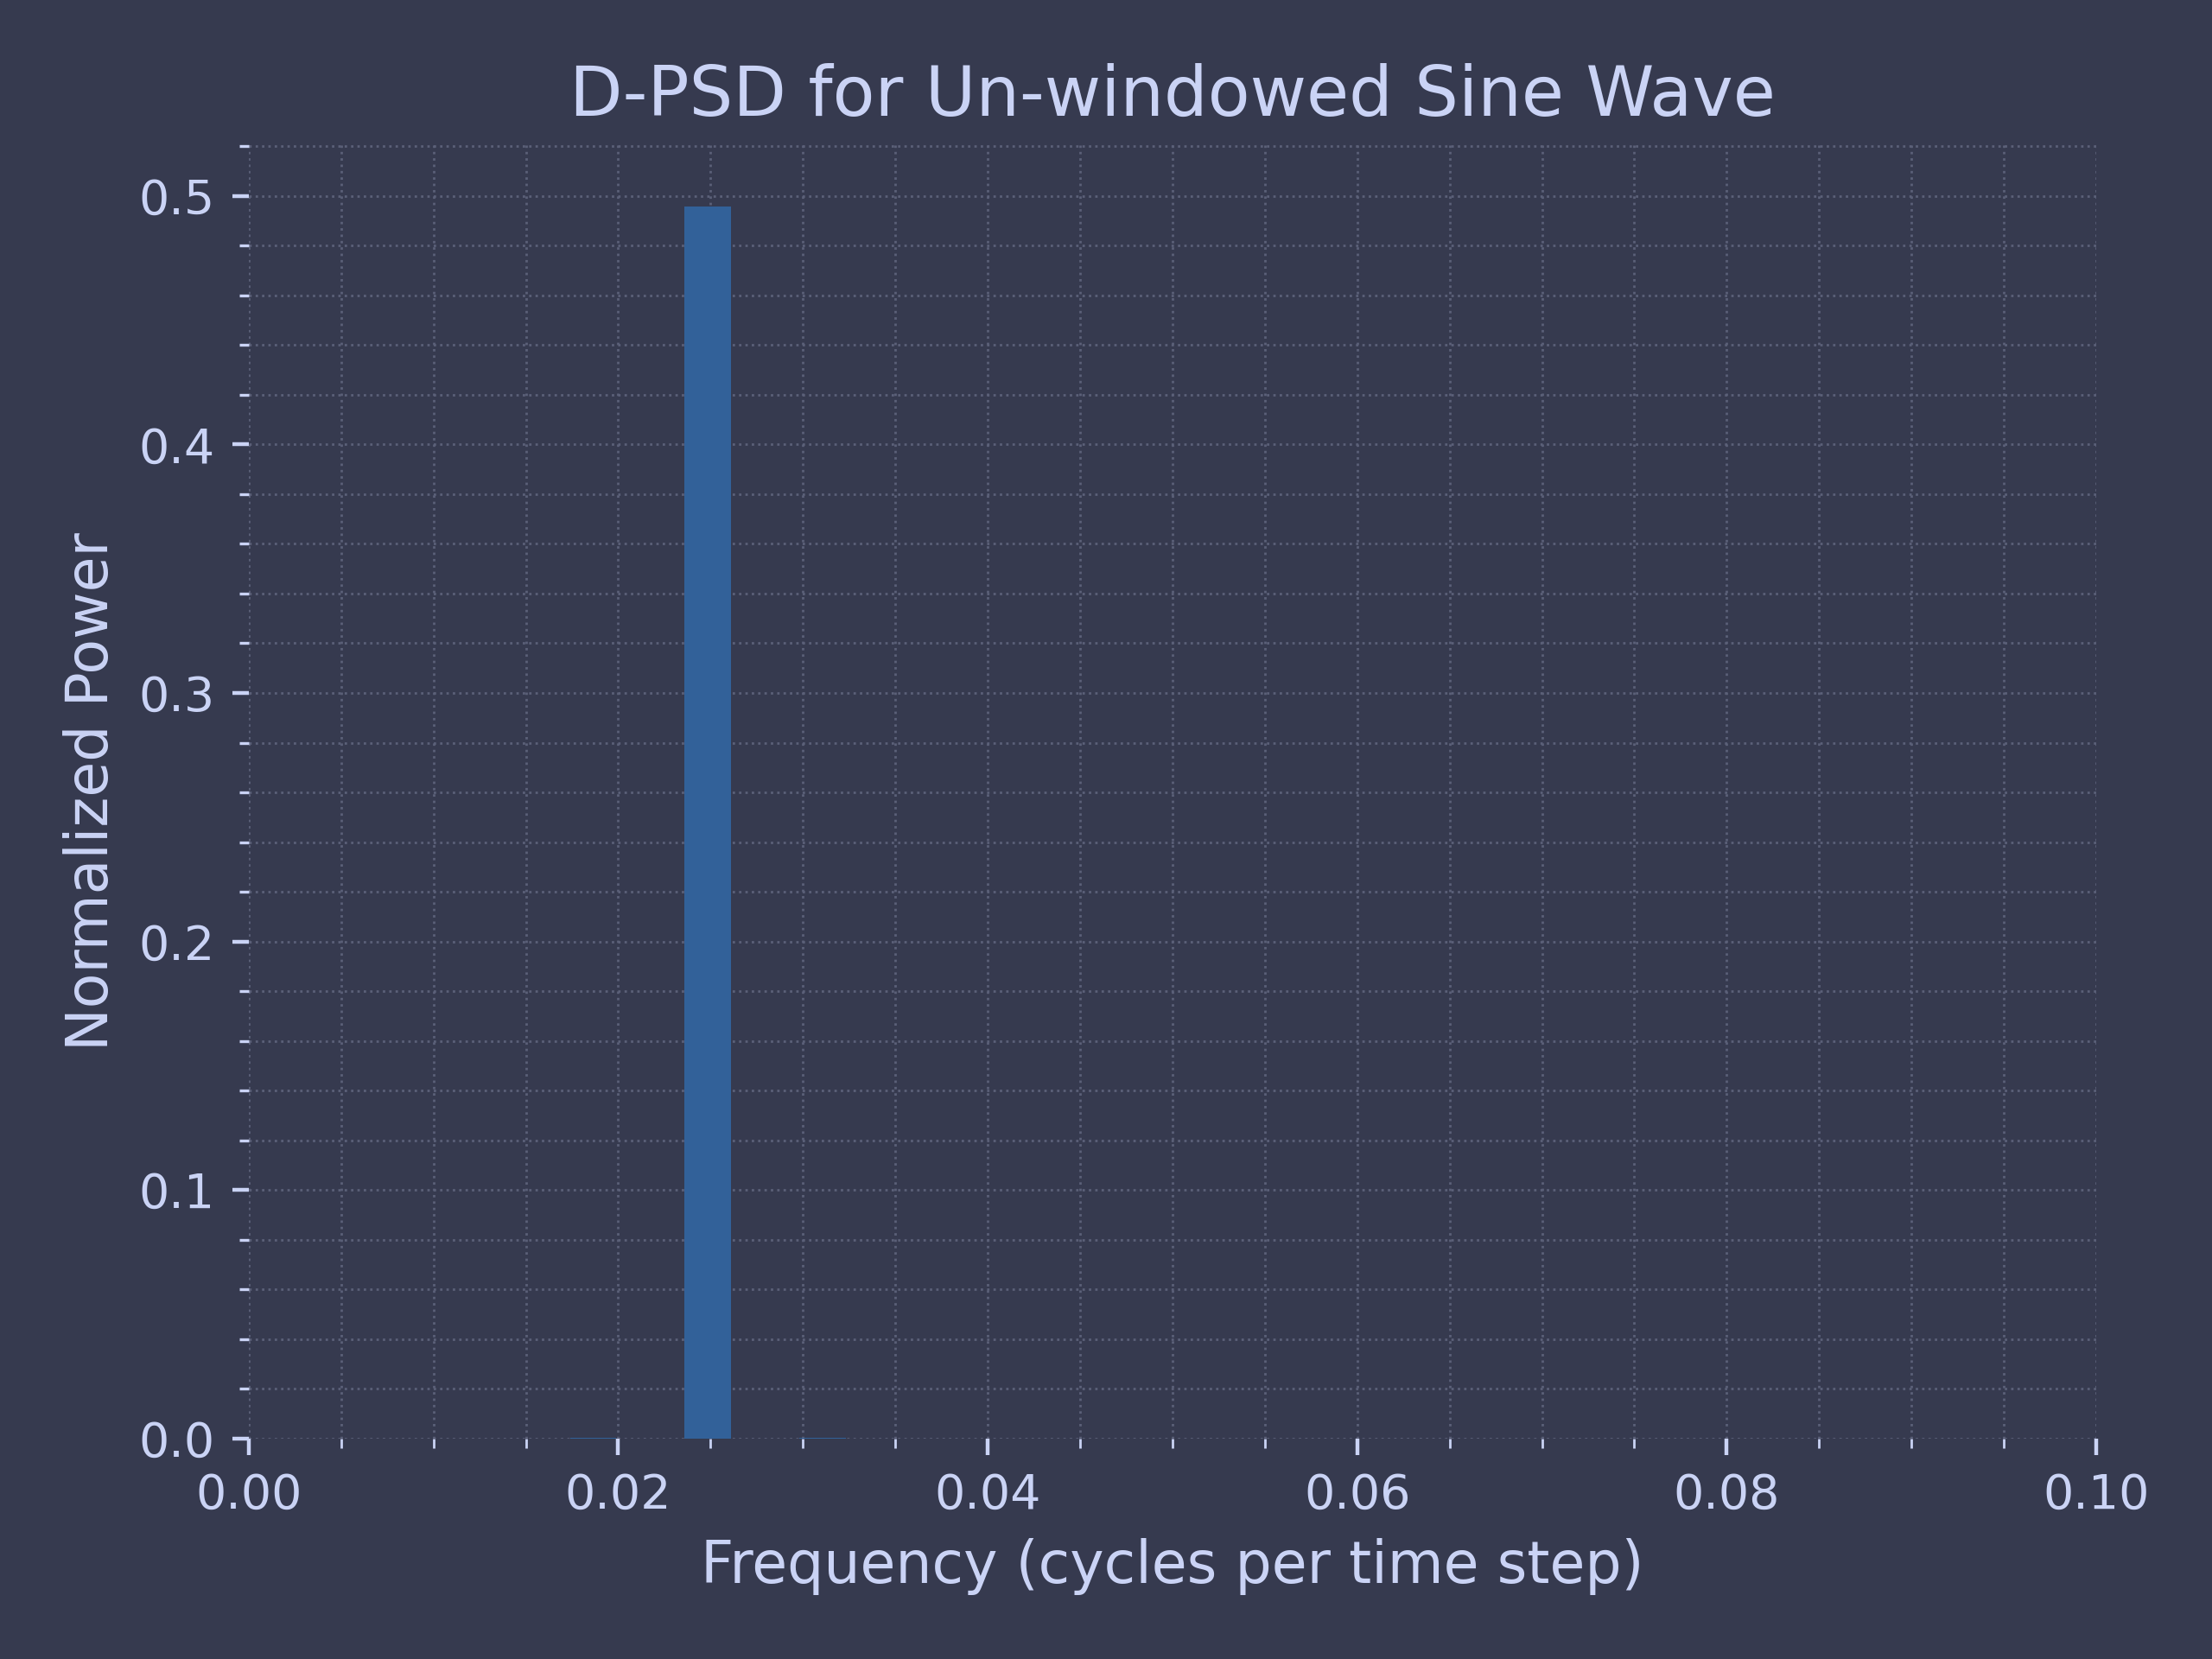 D-PSD for Un-windowed Sine Wave
Normalized Power
0.5
0.4
0.3
0.2
0.1
0.0
0.00 0.02 0.04 0.06 0.08 0.10
Frequency (cycles per time step)